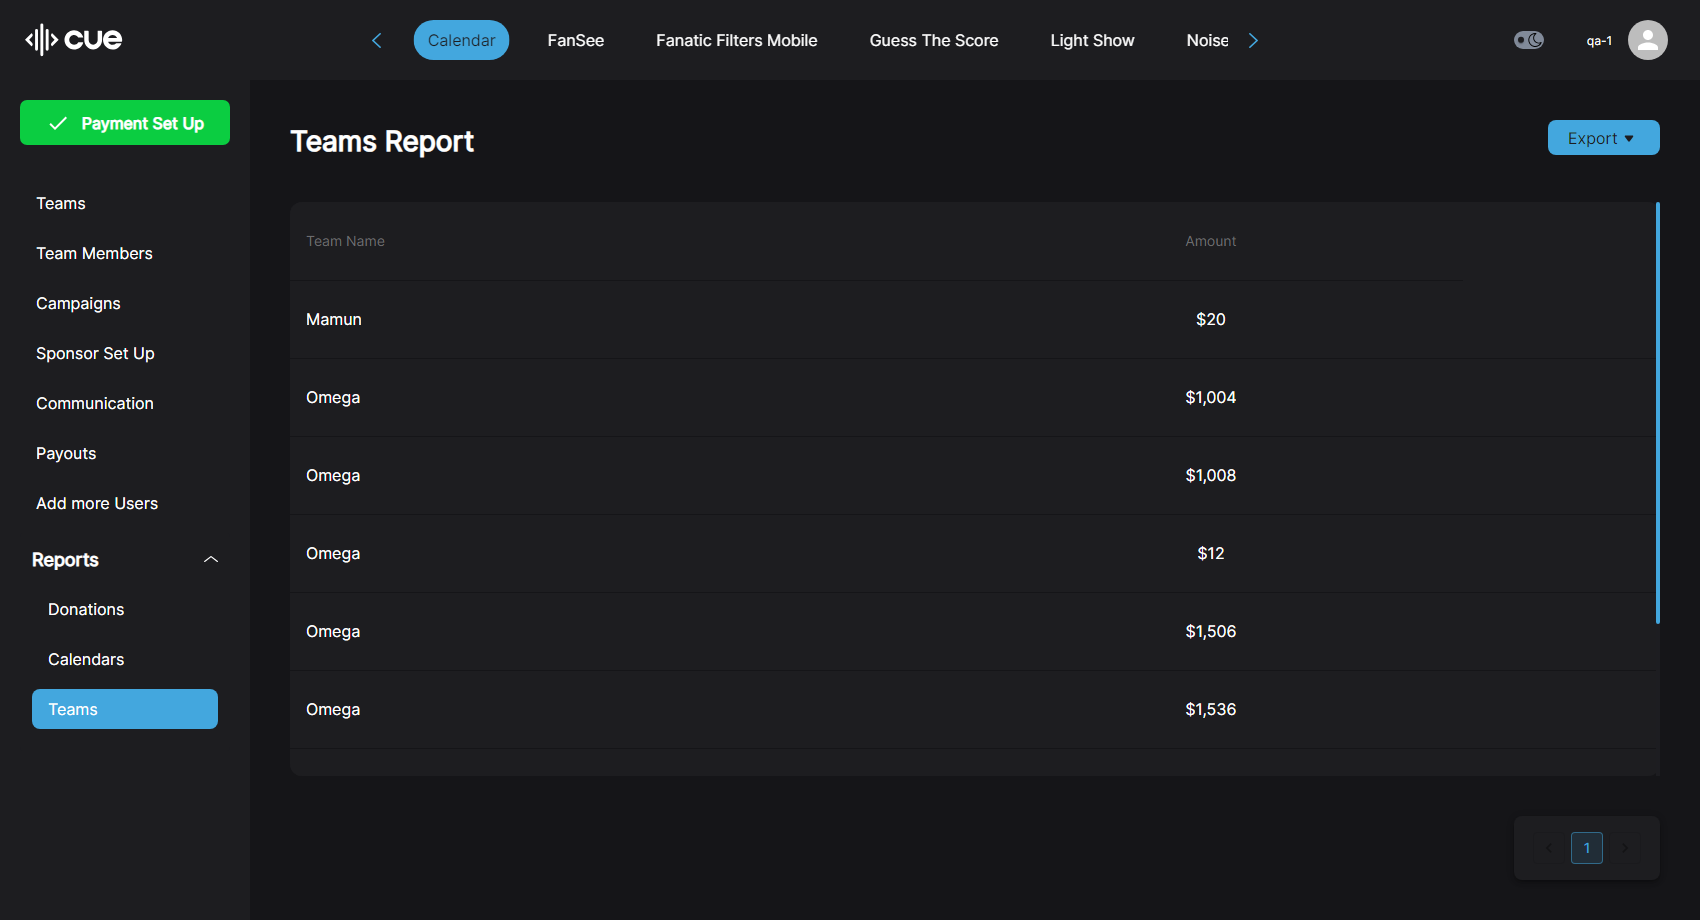 cue
Calendar
FanSee
Fanatic Filters Mobile
Guess The Score
Light Show
Noise
qa-1
Payment Set Up
Teams
Team Members
Campaigns
Sponsor Set Up
Communication
Payouts
Add more Users
Reports
Donations
Calendars
Teams
Teams Report
Export
Team Name Amount
Mamun $20
Omega $1,004
Omega $1,008
Omega $12
Omega $1,506
Omega $1,536
1